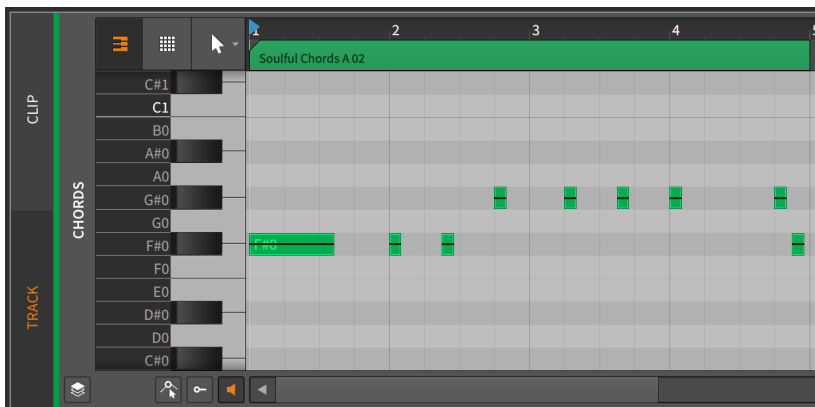 1
2
3
4
5
Soulful Chords A 02
CLIP
TRACK
CHORDS
C#1
C1
B0
A#0
A0
G#0
G0
F#0
F#0
F0
E0
D#0
D0
C#0